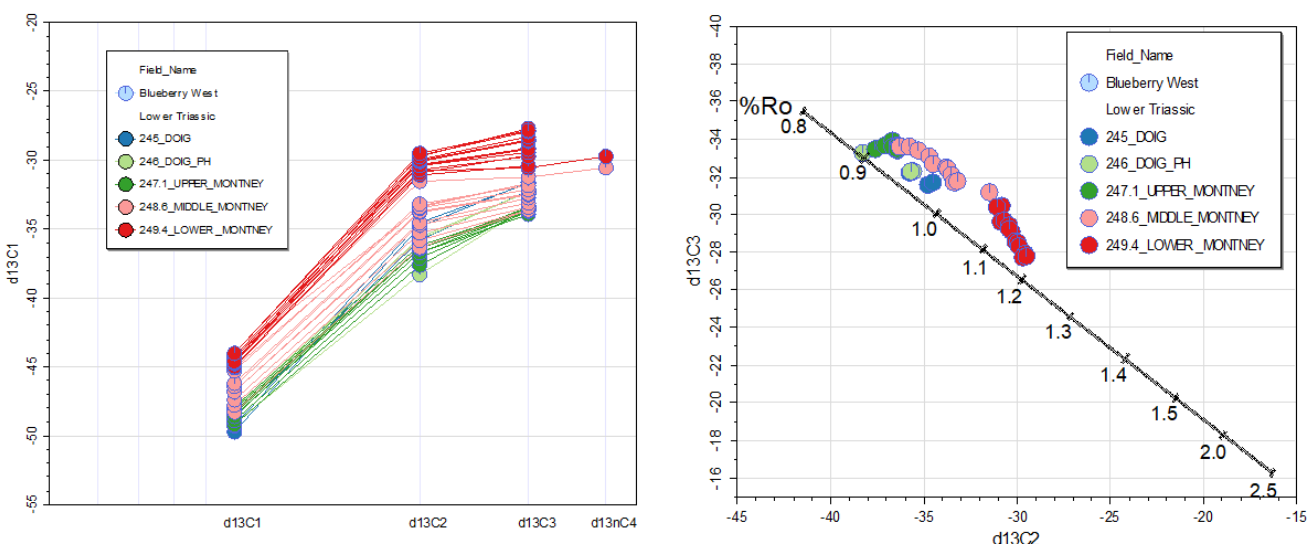 -20
-25
-30
-35
-40
-45
-50
-55
d13C1
Field_Name
Blueberry West
Lower Triassic
245_DOIG
246_DOIG_PH
247.1_UPPER_MONTNEY
248.6_MIDDLE_MONTNEY
249.4_LOWER_MONTNEY
d13C1
d13C2
d13C3
d13nC4
-40
-38
-36
-34
-32
-30
-28
-26
-24
-22
-20
-18
-16
d13C3
Field_Name
Blueberry West
Lower Triassic
245_DOIG
246_DOIG_PH
247.1_UPPER_MONTNEY
248.6_MIDDLE_MONTNEY
249.4_LOWER_MONTNEY
%Ro
0.8
0.9
1.0
1.1
1.2
1.3
1.4
1.5
2.0
2.5
-45
-40
-35
-30
-25
-20
-15
d13C2